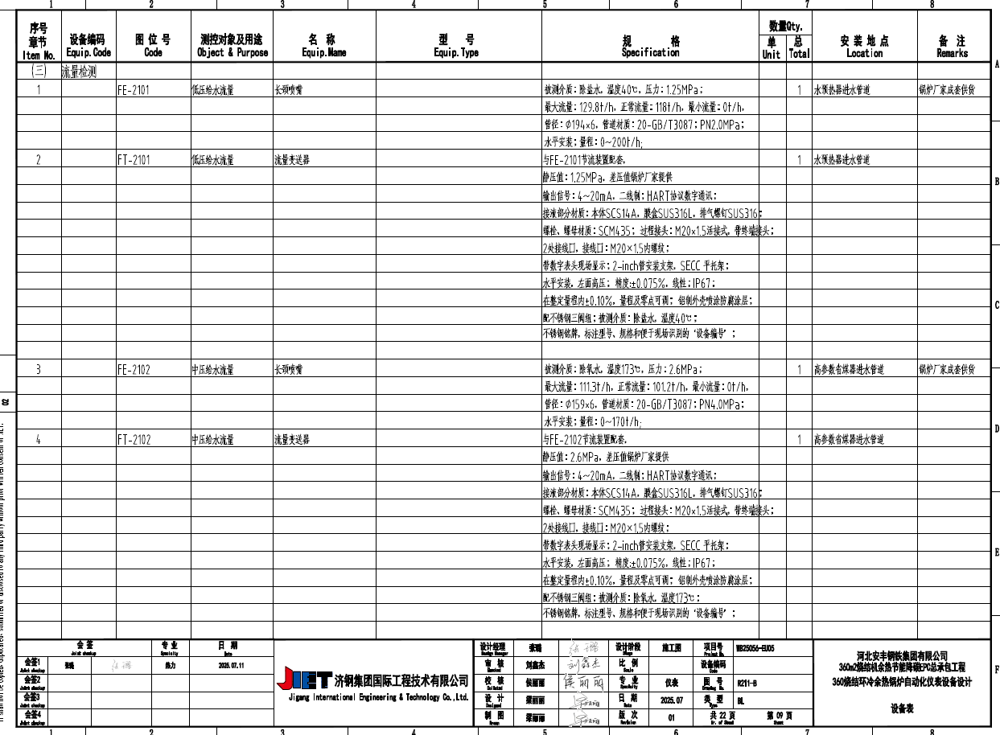 1 2 3 4 5 6 7 8
序号 章节 Item No.
设备编码 Equip.Code
图 位 号 Code
测控对象及用途 Object & Purpose
名 称 Equip.Name
型 号 Equip.Type
规 格 Specification
数量Qty.
单 Unit
总 Total
安 装 地 点 Location
备 注 Remarks
A
(三) 流量检测
1 FE-2101 低压给水流量 长颈喷嘴 被测介质：除盐水，温度40℃，压力：1.25MPa； 1 水预热器进水管道 锅炉厂家成套供货
最大流量：129.8t/h，正常流量：118t/h，最小流量：0t/h，
管径：Φ194×6，管道材质：20-GB/T3087；PN2.0MPa；
水平安装；量程：0~200t/h;
2 FT-2101 低压给水流量 流量变送器 与FE-2101节流装置配套， 1 水预热器进水管道
静压值：1.25MPa，差压值锅炉厂家提供
B
输出信号：4~20mA，二线制；HART协议数字通讯；
接液部分材质：本体SCS14A，膜盒SUS316L，排气螺钉SUS316；
螺栓、螺母材质：SCM435； 过程接头：M20×1.5活接式，带终端接头；
2处接线口，接线口：M20×1.5内螺纹；
带数字表头现场显示；2-inch管安装支架，SECC 平托架；
水平安装，左面高压； 精度:±0.075%，线性；IP67；
C
在整定量程内±0.10%，量程及零点可调； 铝制外壳喷涂防腐涂层；
配不锈钢三阀组；被测介质：除盐水，温度40℃；
不锈钢铭牌，标注型号、规格和便于现场识别的‘设备编号’；
3 FE-2102 中压给水流量 长颈喷嘴 被测介质：除氧水，温度173℃，压力：2.6MPa； 1 高参数省煤器进水管道 锅炉厂家成套供货
最大流量：111.3t/h，正常流量：101.2t/h，最小流量：0t/h，
管径：Φ159×6，管道材质：20-GB/T3087；PN4.0MPa；
水平安装；量程：0~170t/h;
D
4 FT-2102 中压给水流量 流量变送器 与FE-2102节流装置配套， 1 高参数省煤器进水管道
静压值：2.6MPa，差压值锅炉厂家提供
输出信号：4~20mA，二线制；HART协议数字通讯；
接液部分材质：本体SCS14A，膜盒SUS316L，排气螺钉SUS316；
螺栓、螺母材质：SCM435； 过程接头：M20×1.5活接式，带终端接头；
2处接线口，接线口：M20×1.5内螺纹；
带数字表头现场显示；2-inch管安装支架，SECC 平托架；
E
水平安装，左面高压； 精度:±0.075%，线性；IP67；
在整定量程内±0.10%，量程及零点可调； 铝制外壳喷涂防腐涂层；
配不锈钢三阀组；被测介质：除氧水，温度173℃；
不锈钢铭牌，标注型号、规格和便于现场识别的‘设备编号’；
会 签 Joint checkup 专 业 Specialty 日 期 Date
会签1 Joint checkup 张璐 热力 2025.07.11
会签2 Joint checkup
会签3 Joint checkup
会签4 Joint checkup
JIET 济钢集团国际工程技术有限公司
Jigang International Engineering & Technology Co.,Ltd.
设计经理 Design Manager 张璐 设计阶段 Stage 施工图 项目号 Project No. WB25056-EU05
审 核 刘鑫杰 刘鑫杰 比 例 Scale 设备编码 Code
校 核 侯丽丽 侯丽丽 专 业 Specialty 仪表 图 号 Drawing No. R211-B
设 计 Designed 梁丽丽 日 期 Date 2025.07 类 型 Type BL
制 图 Drawn 梁丽丽 版 次 Revision 01 共 22 页 第 09 页 Sheet
河北安丰钢铁集团有限公司
360m2烧结机余热节能降碳EPC总承包工程
360烧结环冷余热锅炉自动化仪表设备设计
设备表
F
1 2 3 4 5 6 7 8